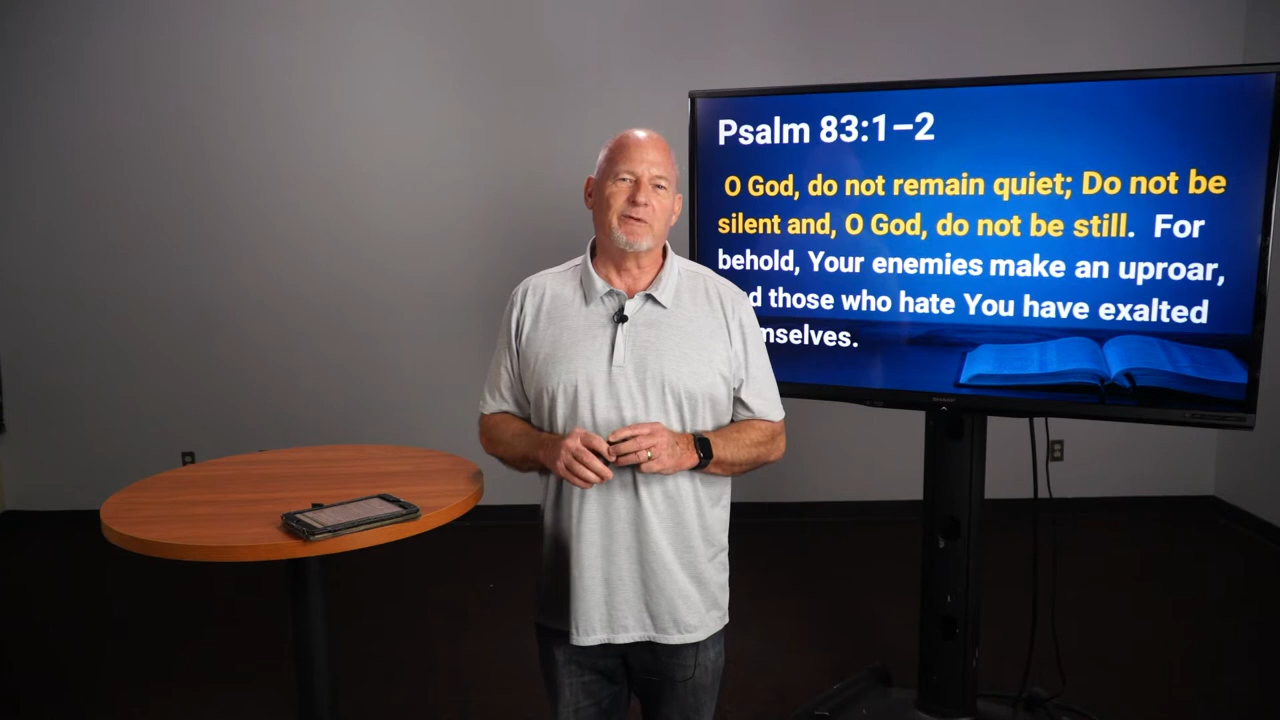 Psalm 83:1–2
O God, do not remain quiet; Do not be
silent and, O God, do not be still. For
behold, Your enemies make an uproar,
d those who hate You have exalted
mselves.
SHARP